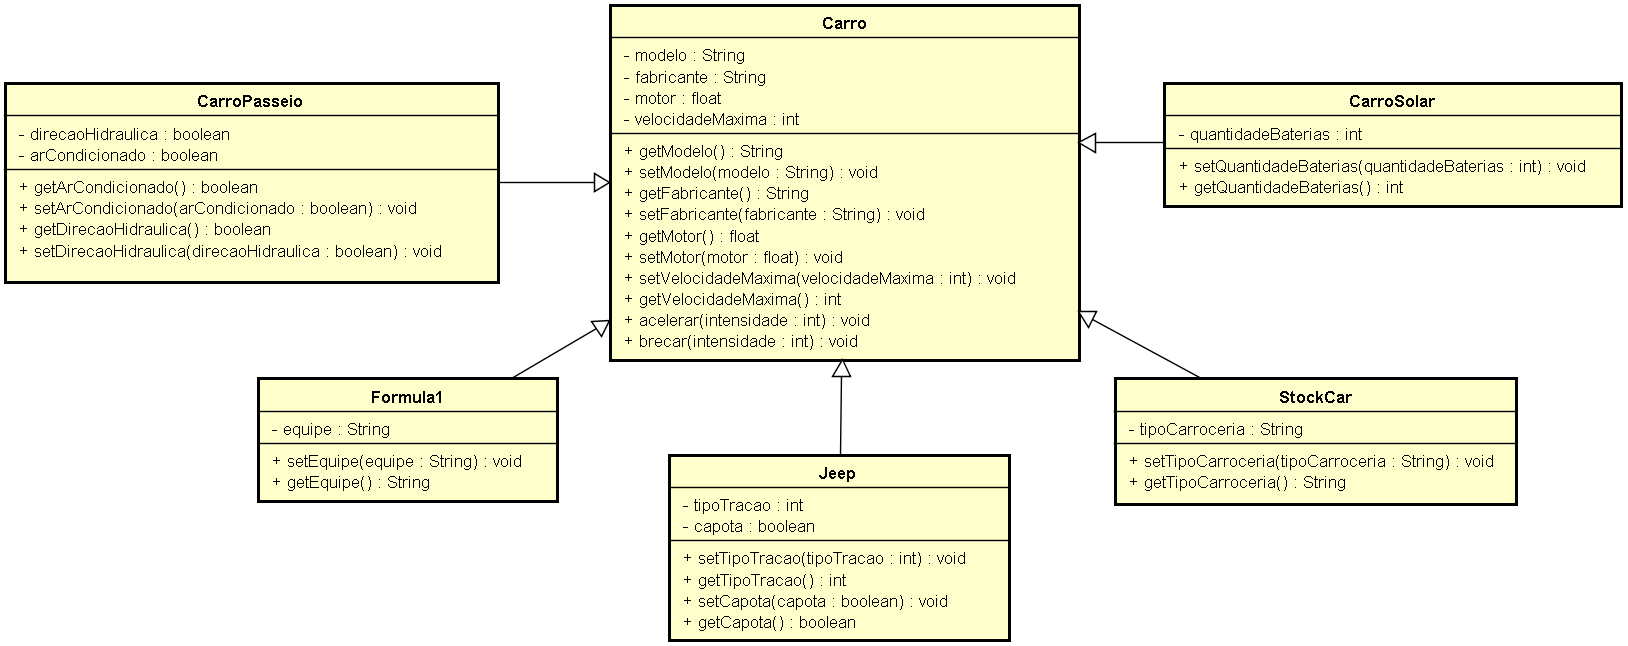 Carro
- modelo : String
- fabricante : String
- motor : float
- velocidadeMaxima : int
+ getModelo() : String
+ setModelo(modelo : String) : void
+ getFabricante() : String
+ setFabricante(fabricante : String) : void
+ getMotor() : float
+ setMotor(motor : float) : void
+ setVelocidadeMaxima(velocidadeMaxima : int) : void
+ getVelocidadeMaxima() : int
+ acelerar(intensidade : int) : void
+ brecar(intensidade : int) : void
CarroPasseio
- direcaoHidraulica : boolean
- arCondicionado : boolean
+ getArCondicionado() : boolean
+ setArCondicionado(arCondicionado : boolean) : void
+ getDirecaoHidraulica() : boolean
+ setDirecaoHidraulica(direcaoHidraulica : boolean) : void
CarroSolar
- quantidadeBaterias : int
+ setQuantidadeBaterias(quantidadeBaterias : int) : void
+ getQuantidadeBaterias() : int
Formula1
- equipe : String
+ setEquipe(equipe : String) : void
+ getEquipe() : String
Jeep
- tipoTracao : int
- capota : boolean
+ setTipoTracao(tipoTracao : int) : void
+ getTipoTracao() : int
+ setCapota(capota : boolean) : void
+ getCapota() : boolean
StockCar
- tipoCarroceria : String
+ setTipoCarroceria(tipoCarroceria : String) : void
+ getTipoCarroceria() : String